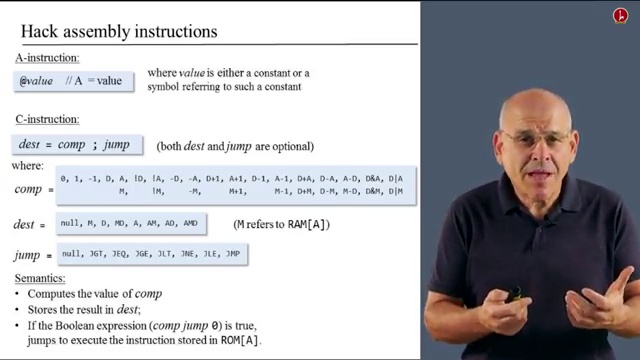 Hack assembly instructions
A-instruction:
@value // A = value
where value is either a constant or a
symbol referring to such a constant
C-instruction:
dest = comp ; jump
(both dest and jump are optional)
where:
comp =
0, 1, -1, D, A, !D, !A, -D, -A, D+1, A+1, D-1, A-1, D+A, D-A, A-D, D&A, D|A
M, !M, -M, M+1, M-1, D+M, D-M, M-D, D&M, D|M
dest =
null, M, D, MD, A, AM, AD, AMD
(M refers to RAM[A])
jump =
null, JGT, JEQ, JGE, JLT, JNE, JLE, JMP
Semantics:
• Computes the value of comp
• Stores the result in dest;
• If the Boolean expression (comp jump 0) is true,
jumps to execute the instruction stored in ROM[A].